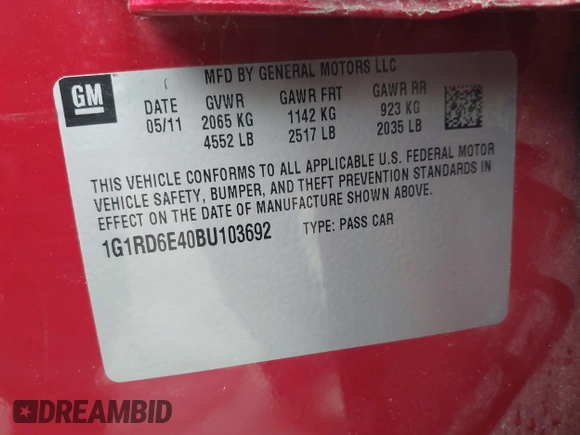 GM
MFD BY GENERAL MOTORS LLC
DATE GVWR GAWR FRT GAWR RR
05/11 2065 KG 1142 KG 923 KG
4552 LB 2517 LB 2035 LB
THIS VEHICLE CONFORMS TO ALL APPLICABLE U.S. FEDERAL MOTOR
VEHICLE SAFETY, BUMPER, AND THEFT PREVENTION STANDARDS IN
EFFECT ON THE DATE OF MANUFACTURE SHOWN ABOVE.
1G1RD6E40BU103692 TYPE: PASS CAR
DREAMBID